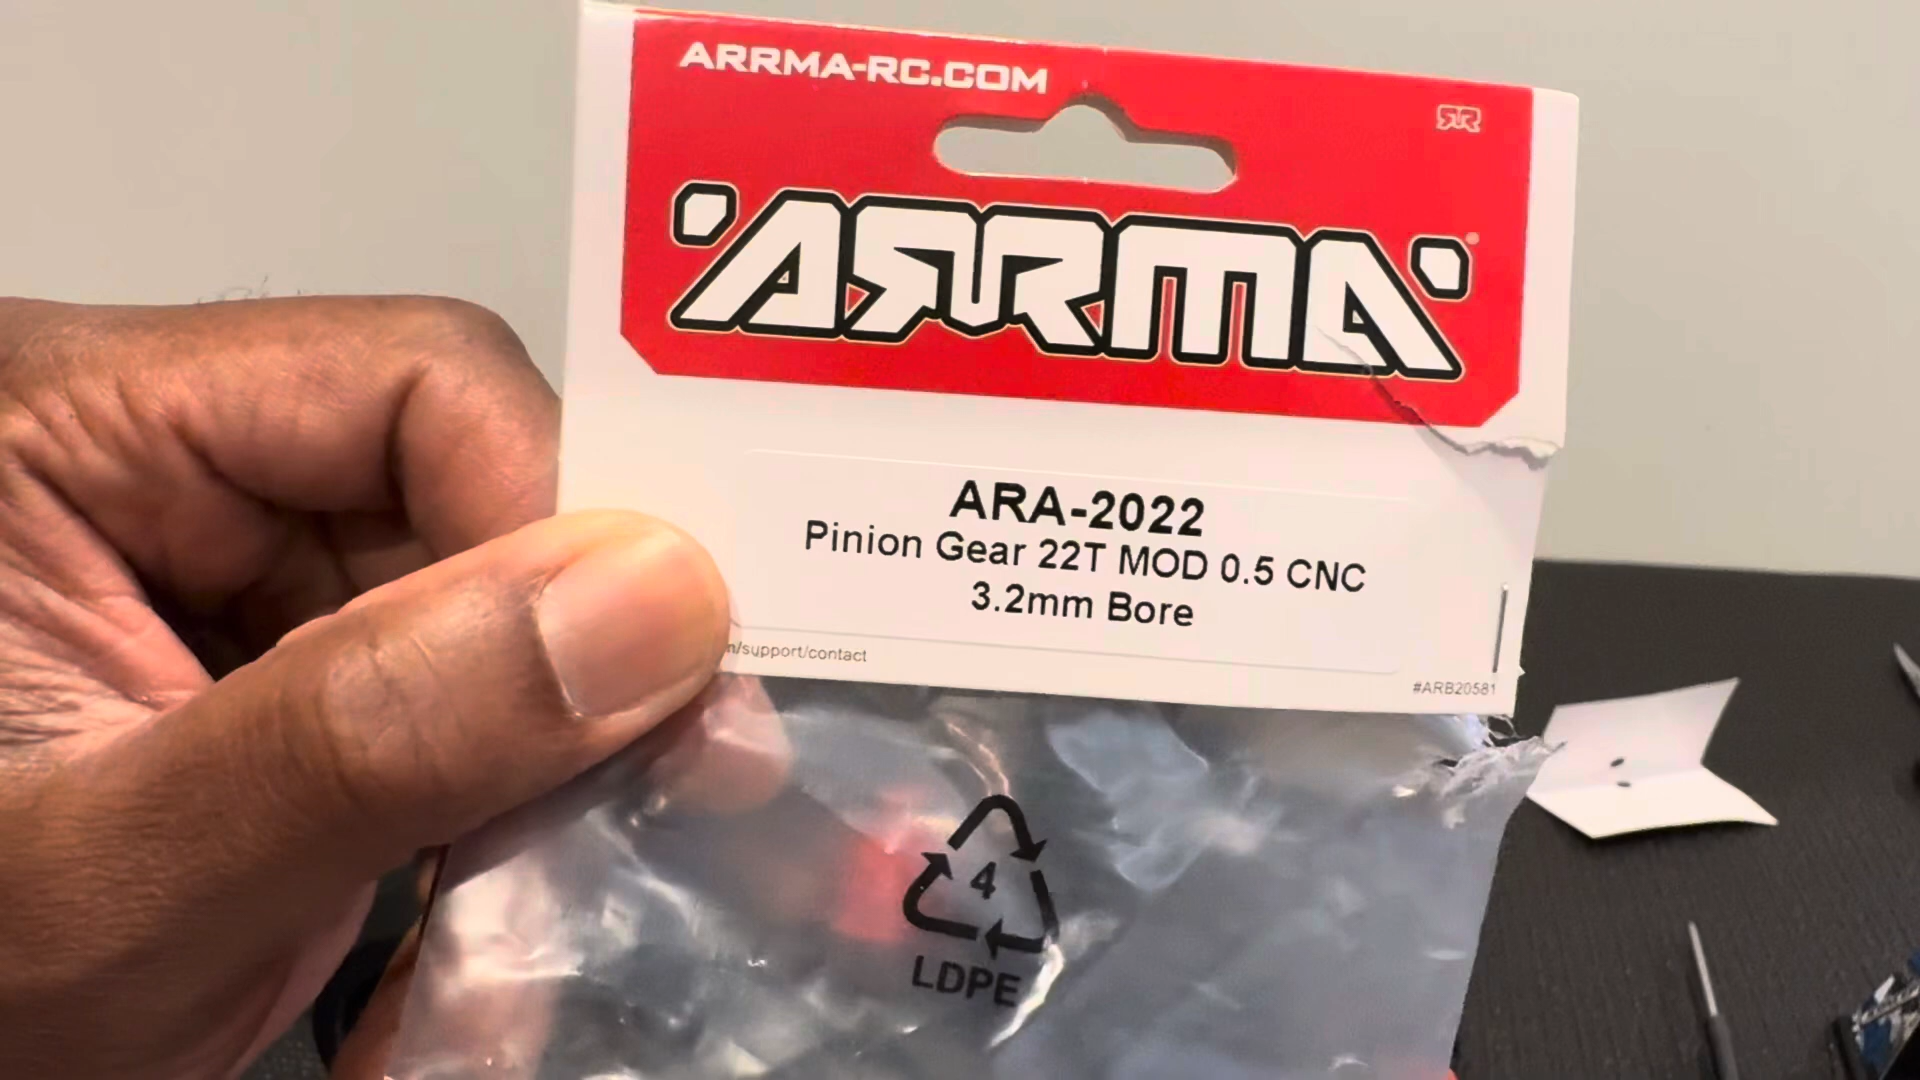 ARRMA-RC.COM
ARRMA
ARA-2022
Pinion Gear 22T MOD 0.5 CNC
3.2mm Bore
/support/contact
#ARB20581
4
LDPE